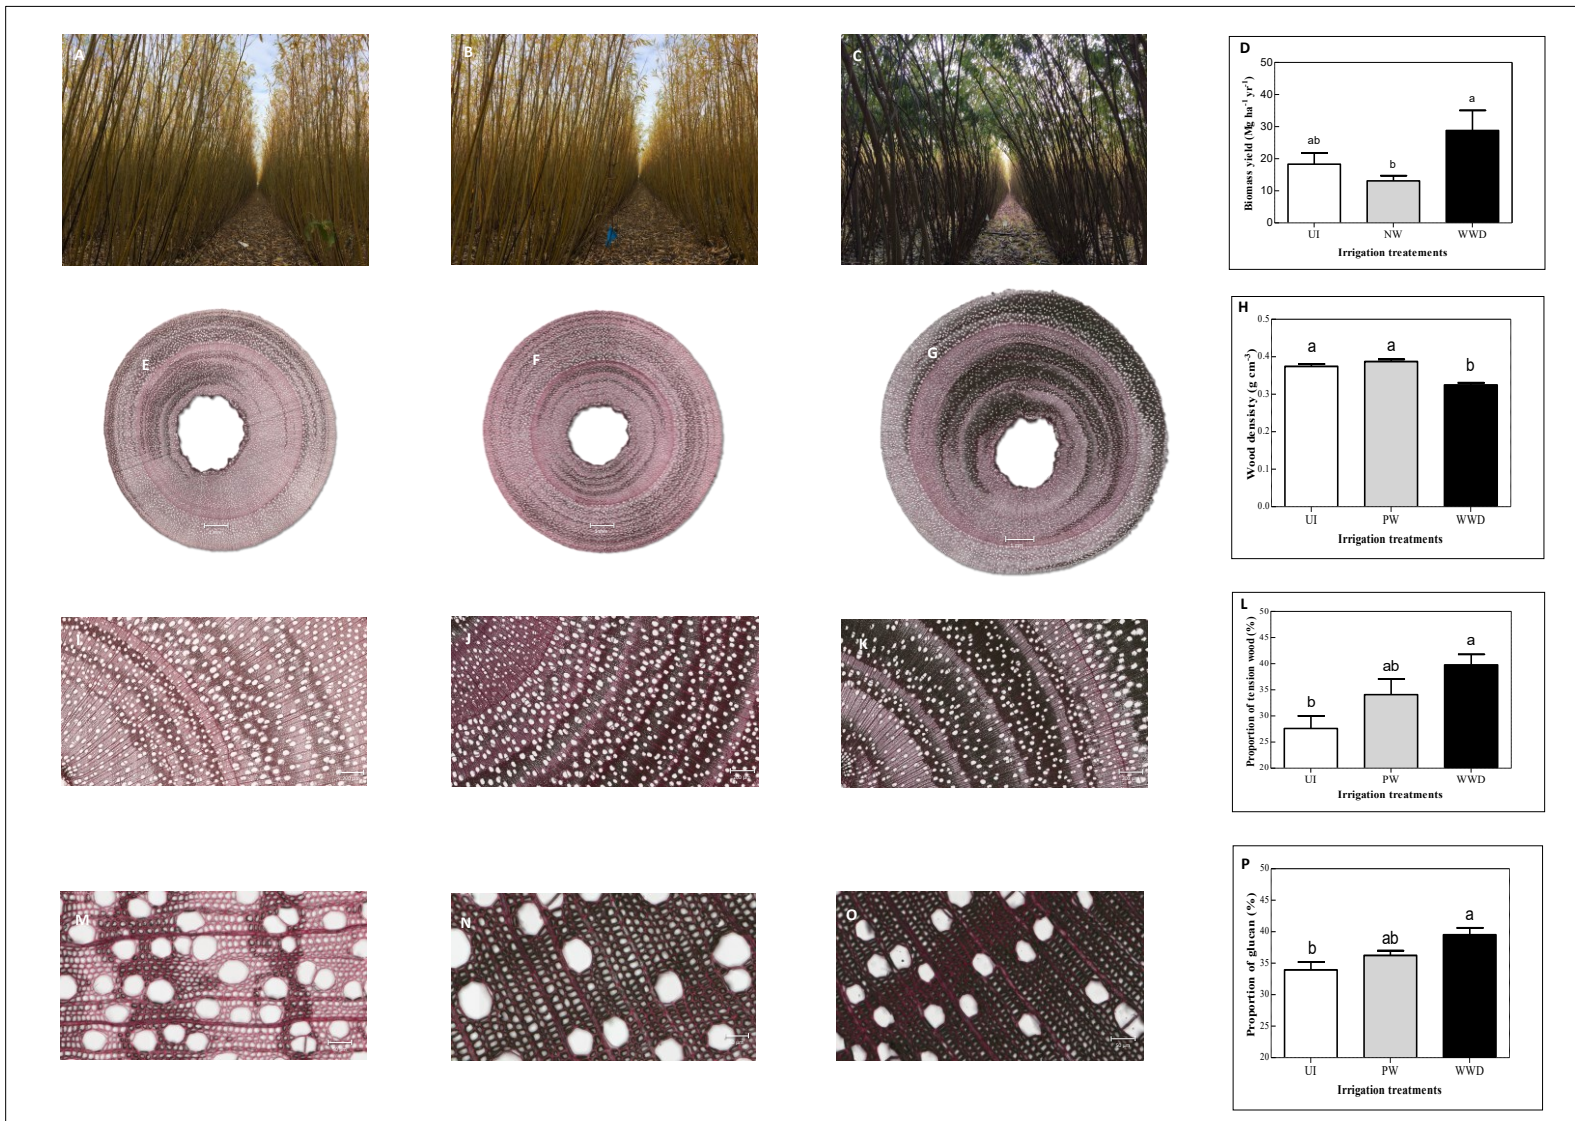 A
B
C
D
Biomass yield (Mg ha⁻¹ yr⁻¹)
50
40
30
20
10
0
ab
b
a
UI NW WWD
Irrigation treatements
E
F
G
H
Wood densisty (g cm⁻³)
0.5
0.4
0.3
0.2
0.1
0.0
a
a
b
UI PW WWD
Irrigation treatments
I
J
K
L
Proportion of tension wood (%)
50
45
40
35
30
25
20
b
ab
a
UI PW WWD
Irrigation treatments
M
N
O
P
Proportion of glucan (%)
50
45
40
35
30
25
20
b
ab
a
UI PW WWD
Irrigation treatments